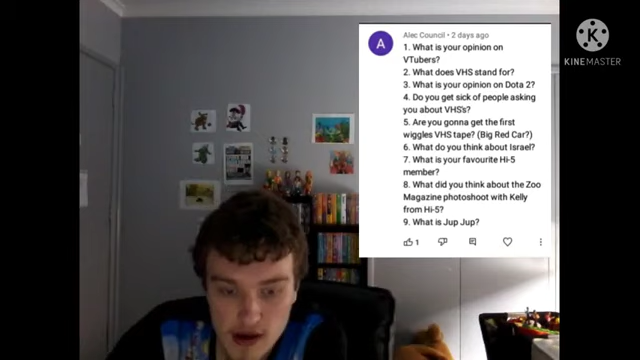 Alec Council • 2 days ago
A
1. What is your opinion on
VTubers?
2. What does VHS stand for?
3. What is your opinion on Dota 2?
4. Do you get sick of people asking
you about VHS's?
5. Are you gonna get the first
wiggles VHS tape? (Big Red Car?)
6. What do you think about Israel?
7. What is your favourite Hi-5
member?
8. What did you think about the Zoo
Magazine photoshoot with Kelly
from Hi-5?
9. What is Jup Jup?
1
KINEMASTER